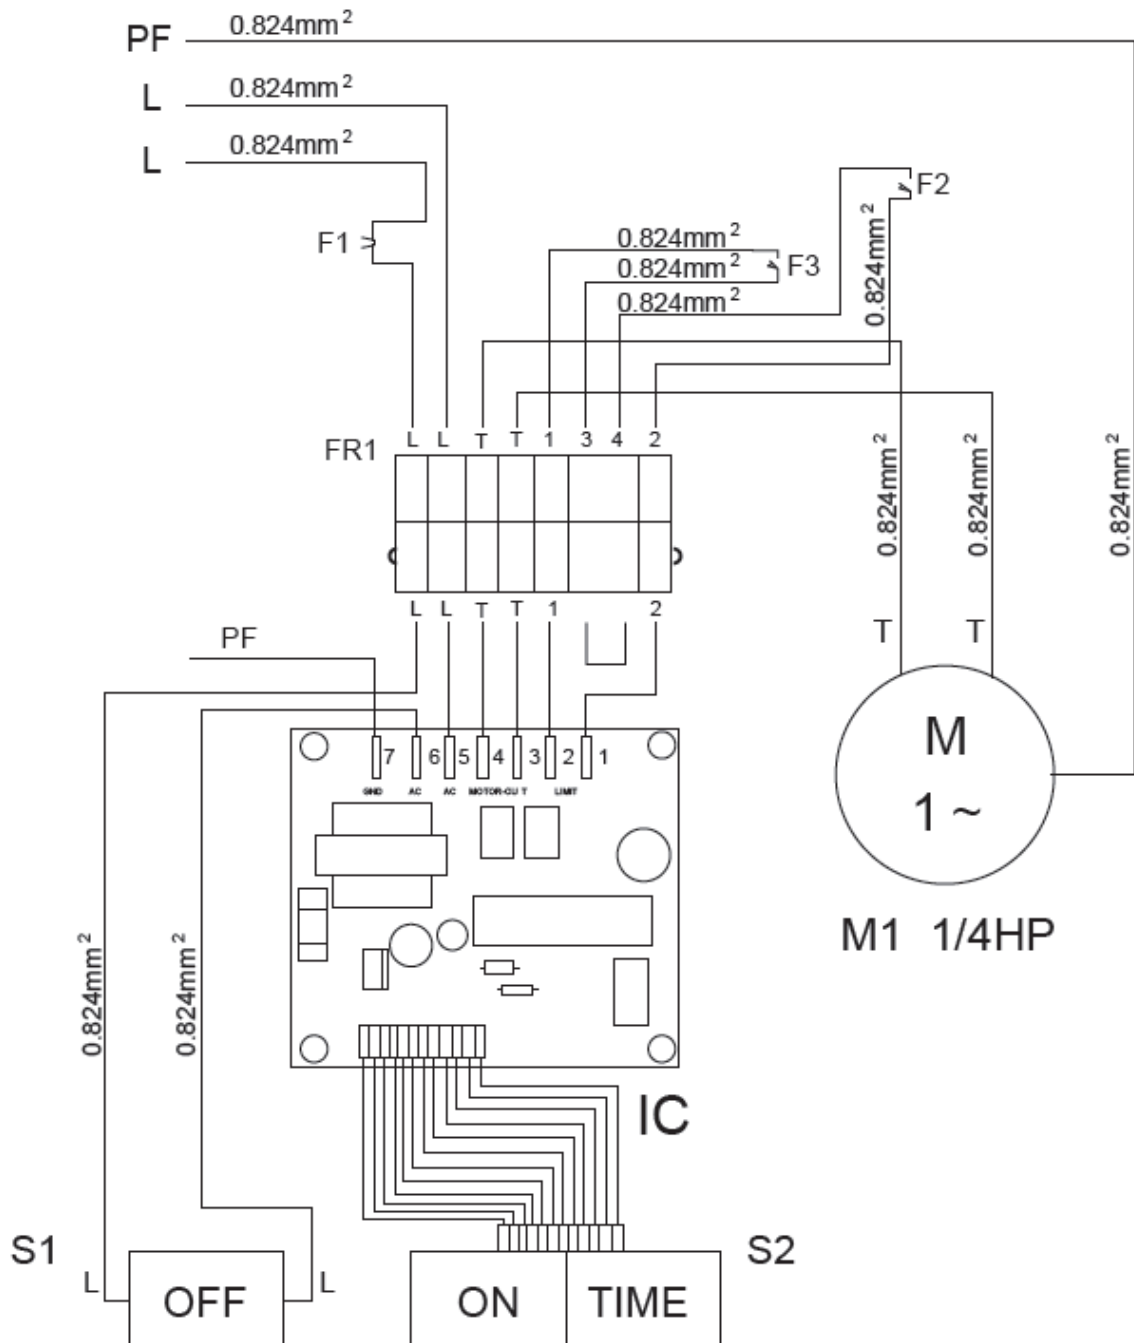 PF 0.824mm²
L 0.824mm²
L 0.824mm²
F1
F2
0.824mm²
0.824mm²
F3
0.824mm²
0.824mm²
FR1
L L T T 1 3 4 2
0.824mm²
0.824mm²
0.824mm²
L L T T 1 2
PF
T T
M
1 ~
M1 1/4HP
7 6 5 4 3 2 1
GND AC AC MOTOR-OU T LIMIT
0.824mm²
0.824mm²
IC
S1
S2
L
OFF
L
ON
TIME